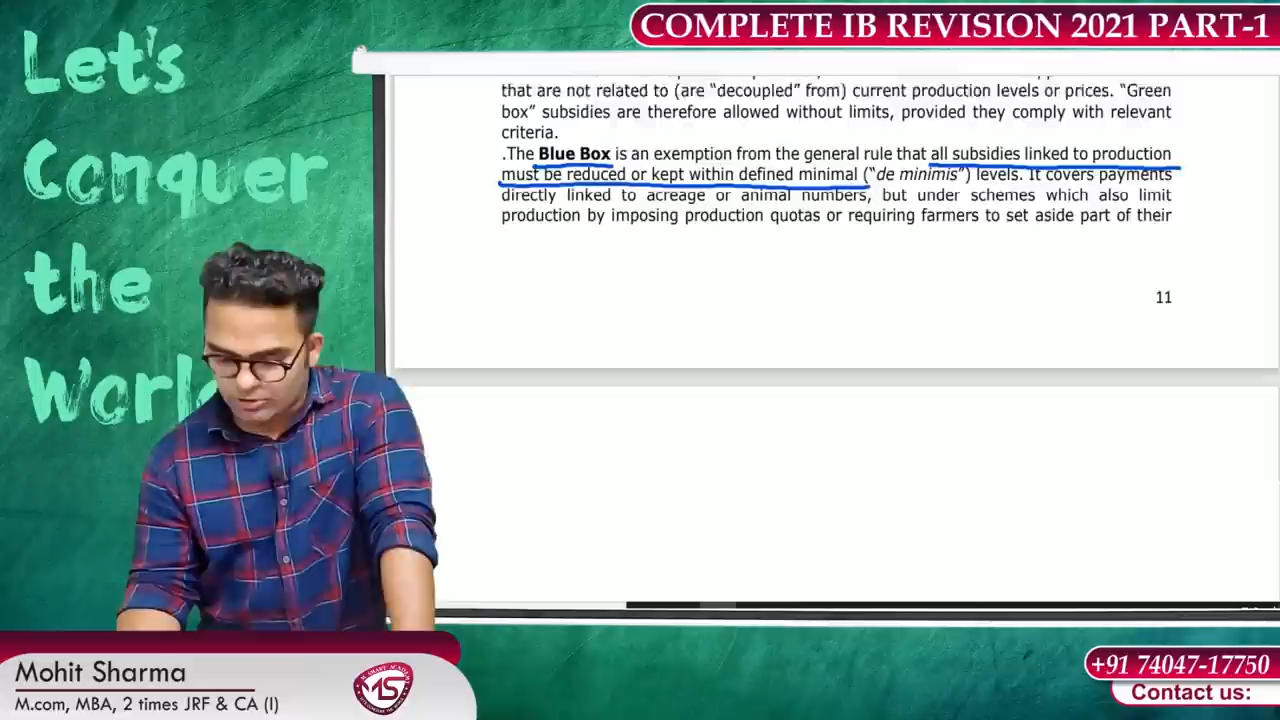 COMPLETE IB REVISION 2021 PART-1
Let's
Conquer
the
World
that are not related to (are “decoupled” from) current production levels or prices. “Green
box” subsidies are therefore allowed without limits, provided they comply with relevant
criteria.
.The Blue Box is an exemption from the general rule that all subsidies linked to production
must be reduced or kept within defined minimal (“de minimis”) levels. It covers payments
directly linked to acreage or animal numbers, but under schemes which also limit
production by imposing production quotas or requiring farmers to set aside part of their
11
Mohit Sharma
M.com, MBA, 2 times JRF & CA (I)
MS
+91 74047-17750
Contact us: